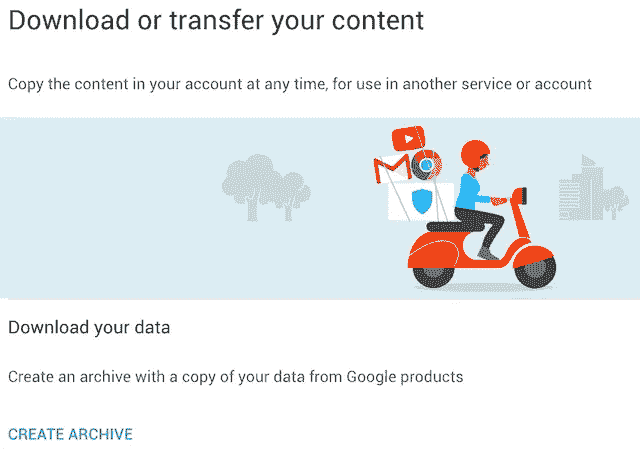 Download or transfer your content
Copy the content in your account at any time, for use in another service or account
Download your data
Create an archive with a copy of your data from Google products
CREATE ARCHIVE